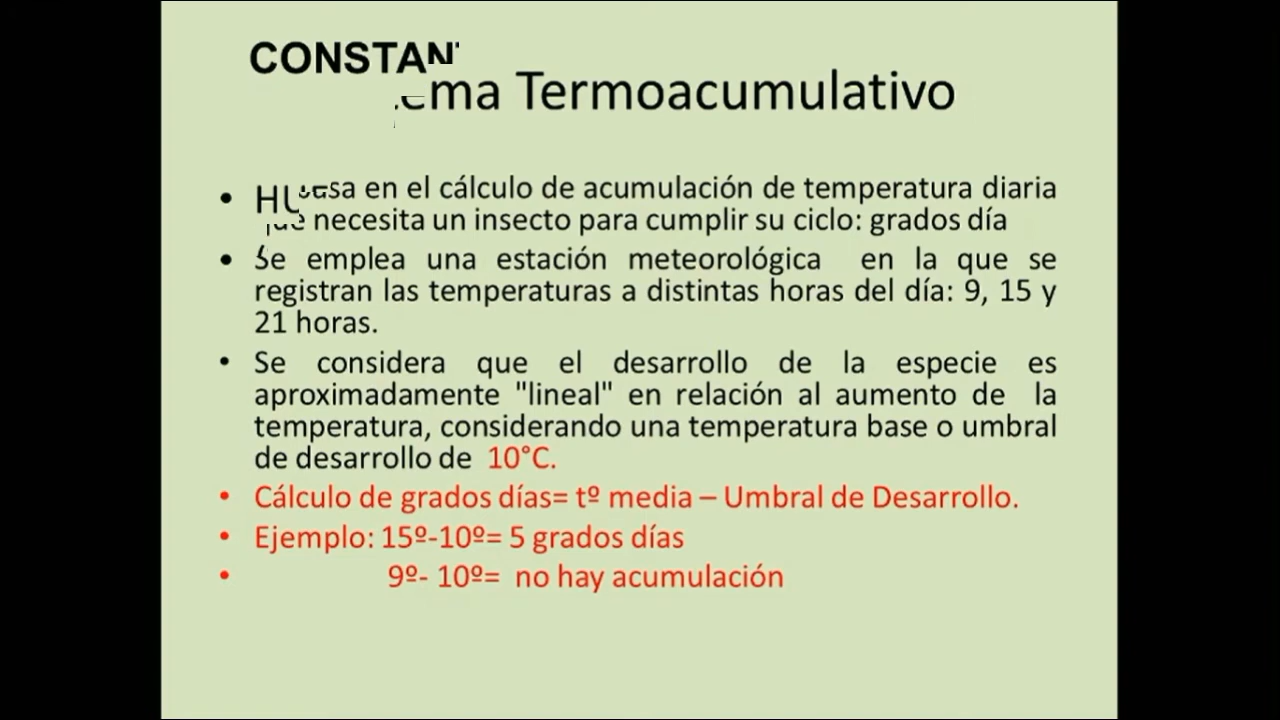 CONSTAN
Termoacumulativo
• HU sa en el cálculo de acumulación de temperatura diaria
necesita un insecto para cumplir su ciclo: grados día
• Se emplea una estación meteorológica en la que se
registran las temperaturas a distintas horas del día: 9, 15 y
21 horas.
• Se considera que el desarrollo de la especie es
aproximadamente "lineal" en relación al aumento de la
temperatura, considerando una temperatura base o umbral
de desarrollo de 10°C.
• Cálculo de grados días= tº media – Umbral de Desarrollo.
• Ejemplo: 15º-10º= 5 grados días
• 9º- 10º= no hay acumulación